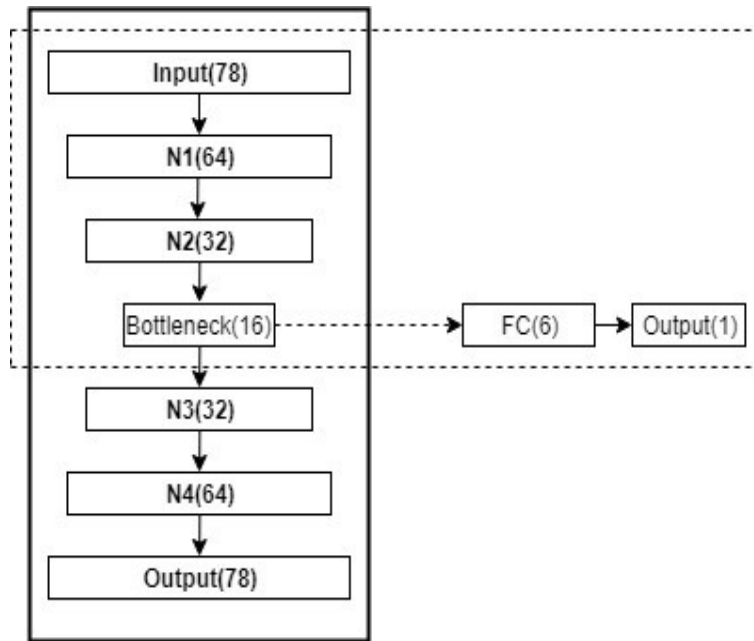 Input(78)
N1(64)
N2(32)
Bottleneck(16)
FC(6)
Output(1)
N3(32)
N4(64)
Output(78)